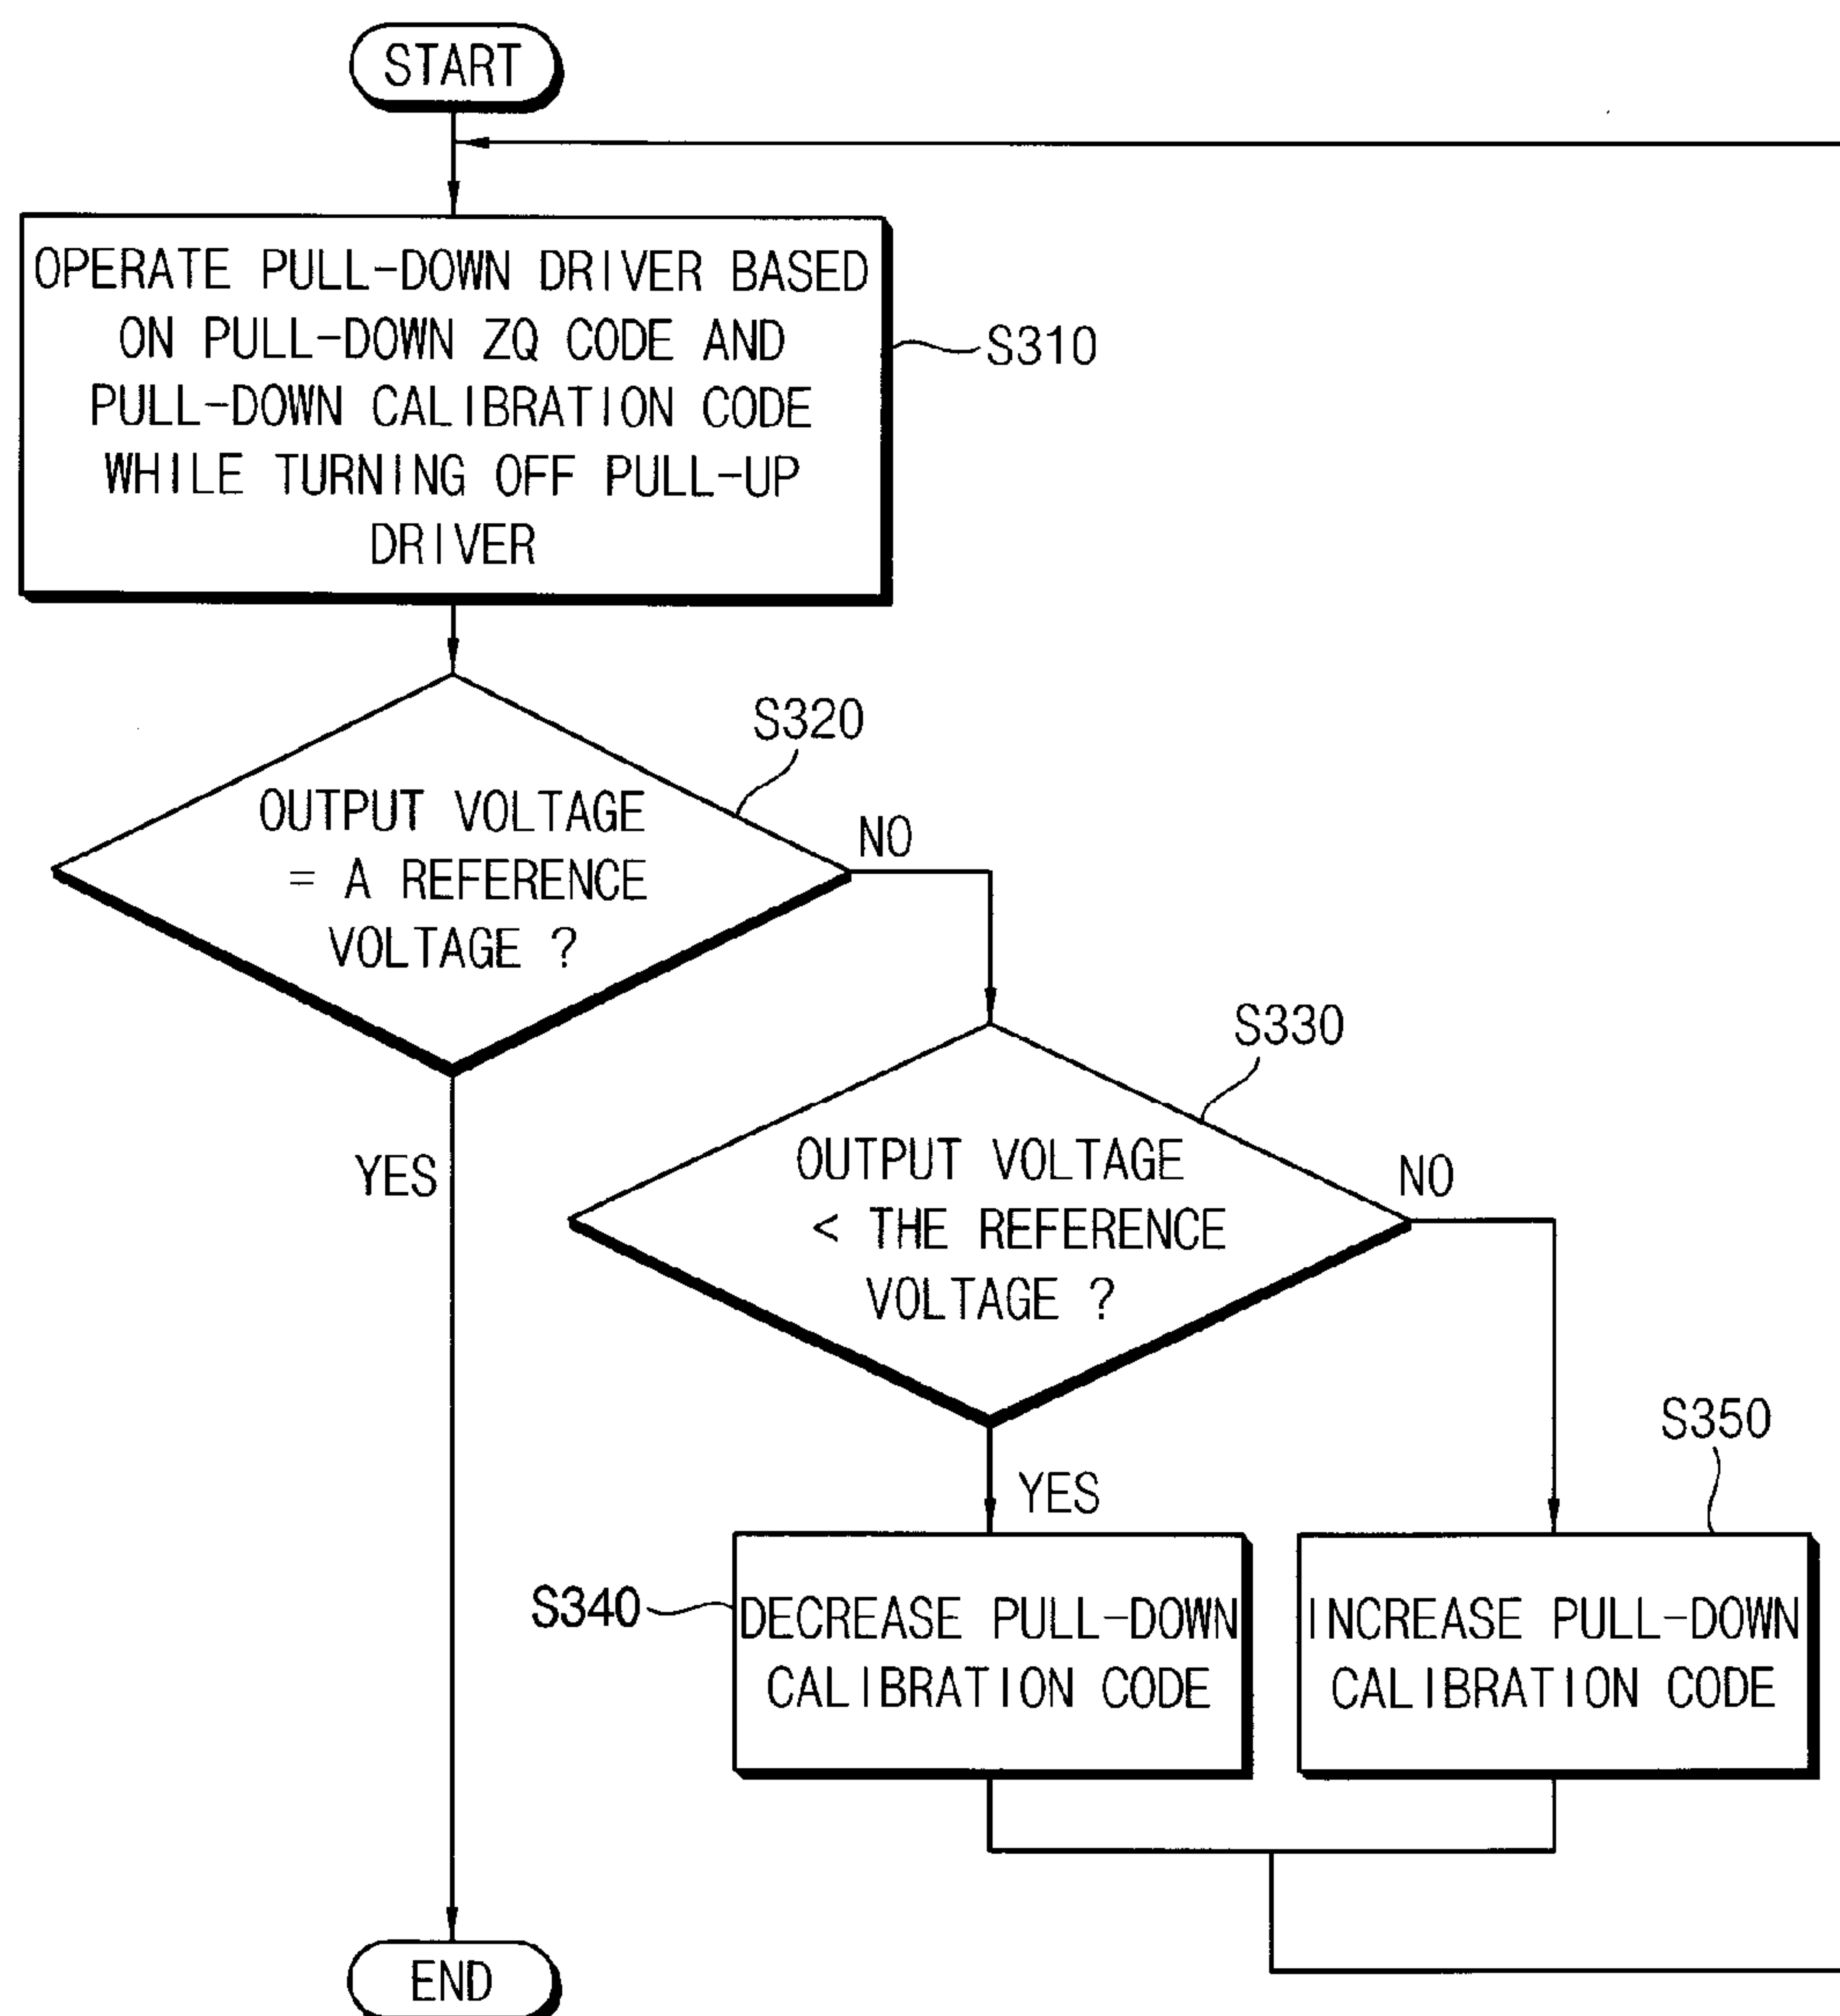 START
OPERATE PULL-DOWN DRIVER BASED
ON PULL-DOWN ZQ CODE AND
PULL-DOWN CALIBRATION CODE
WHILE TURNING OFF PULL-UP
DRIVER
S310
S320
OUTPUT VOLTAGE
= A REFERENCE
VOLTAGE ?
NO
YES
S330
OUTPUT VOLTAGE
< THE REFERENCE
VOLTAGE ?
NO
YES
S340
DECREASE PULL-DOWN
CALIBRATION CODE
S350
INCREASE PULL-DOWN
CALIBRATION CODE
END